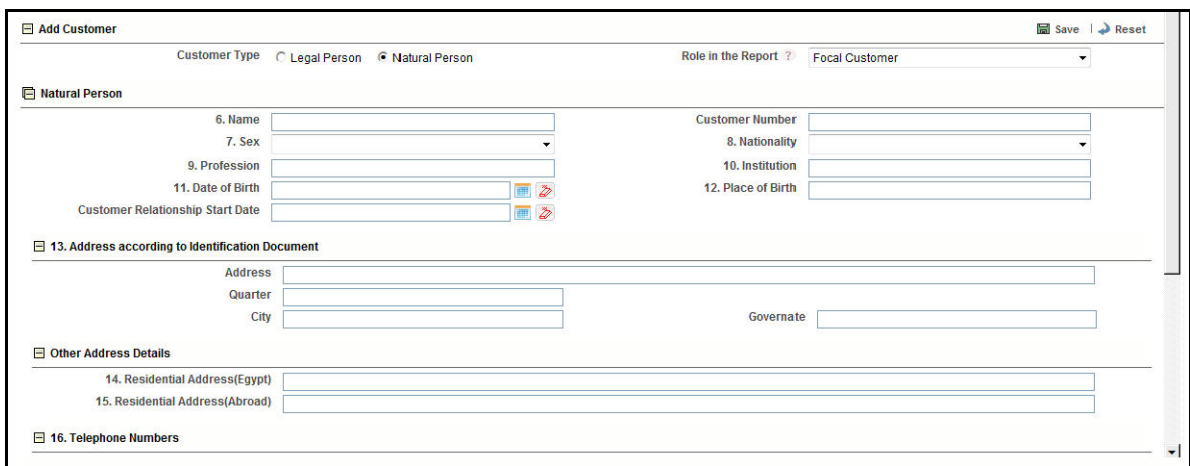 Add Customer Save | Reset
Customer Type Legal Person Natural Person Role in the Report ? Focal Customer
Natural Person
6. Name Customer Number
7. Sex 8. Nationality
9. Profession 10. Institution
11. Date of Birth 12. Place of Birth
Customer Relationship Start Date
13. Address according to Identification Document
Address
Quarter
City Governate
Other Address Details
14. Residential Address(Egypt)
15. Residential Address(Abroad)
16. Telephone Numbers